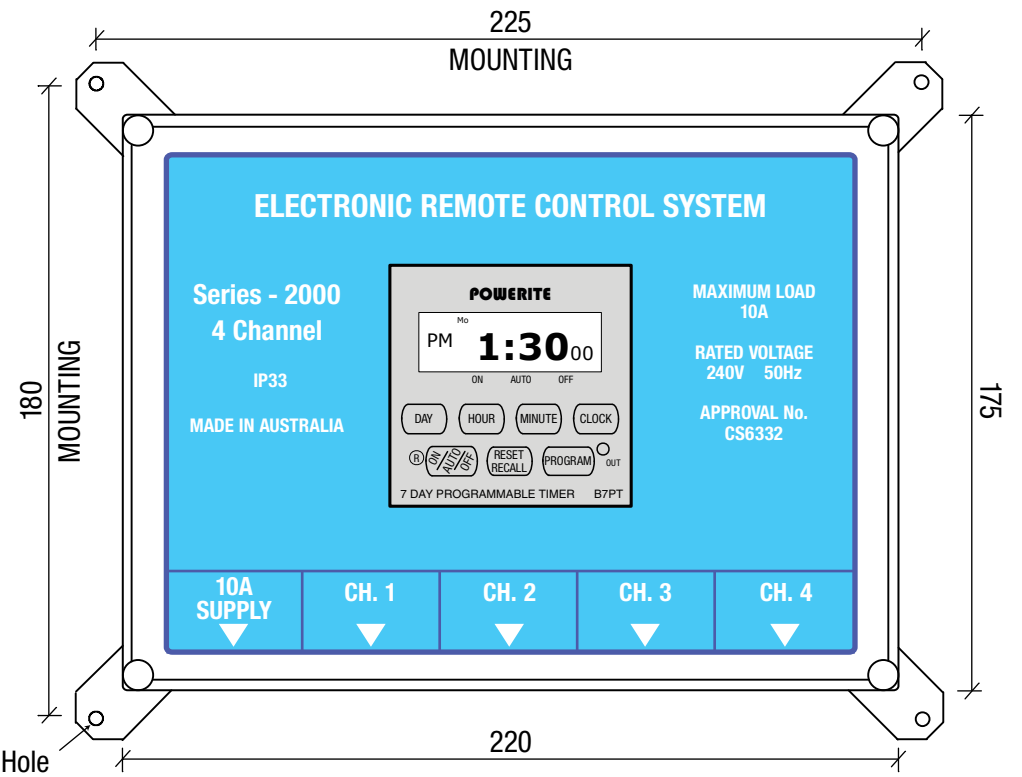 225
MOUNTING
ELECTRONIC REMOTE CONTROL SYSTEM
Series - 2000
4 Channel
IP33
MADE IN AUSTRALIA
POWERITE
Mo
PM 1:30 00
ON AUTO OFF
DAY HOUR MINUTE CLOCK
R ON/AUTO/OFF RESET RECALL PROGRAM OUT
7 DAY PROGRAMMABLE TIMER B7PT
MAXIMUM LOAD
10A
RATED VOLTAGE
240V 50Hz
APPROVAL No.
CS6332
180
MOUNTING
175
10A
SUPPLY
CH. 1
CH. 2
CH. 3
CH. 4
Hole
220